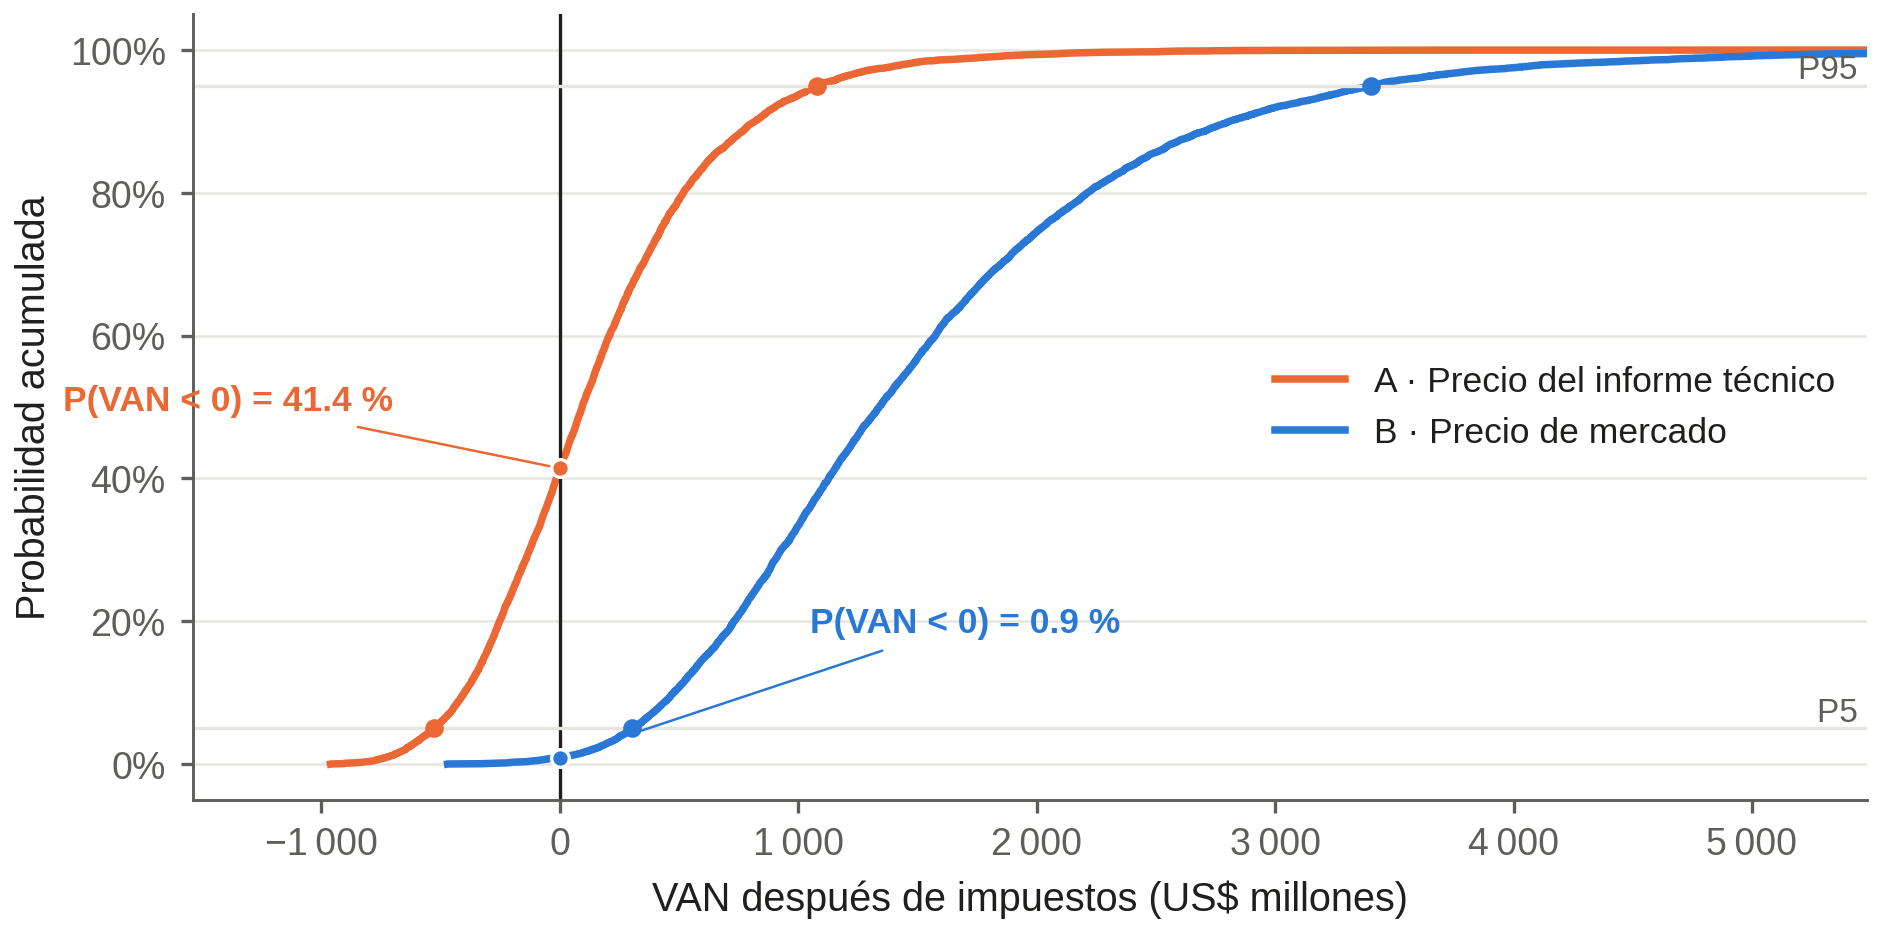 100%
P95
80%
Probabilidad acumulada
60%
P(VAN < 0) = 41.4 %
A · Precio del informe técnico
B · Precio de mercado
40%
20%
P(VAN < 0) = 0.9 %
P5
0%
−1 000
0
1 000
2 000
3 000
4 000
5 000
VAN después de impuestos (US$ millones)